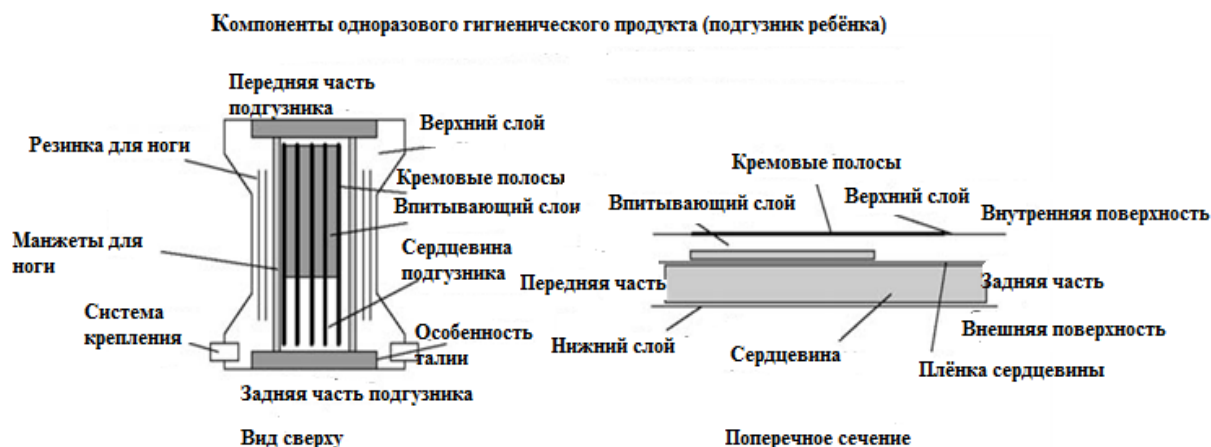 Компоненты одноразового гигиенического продукта (подгузник ребёнка)
Передняя часть
подгузника
Верхний слой
Резинка для ноги
Кремовые полосы
Впитывающий слои
Манжеты для
ноги
Сердцевина
подгузника
Система
крепления
Особенность
талии
Задняя часть подгузника
Вид сверху
Кремовые полосы
Впитывающий слой
Верхний слой
Внутренняя поверхность
Передняя часть
Задняя часть
Внешняя поверхность
Нижний слой
Сердцевина
Плёнка сердцевины
Поперечное сечение